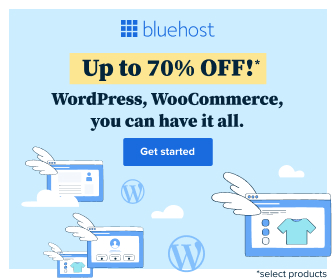 bluehost
Up to 70% OFF!*
WordPress, WooCommerce,
you can have it all.
Get started
*select products